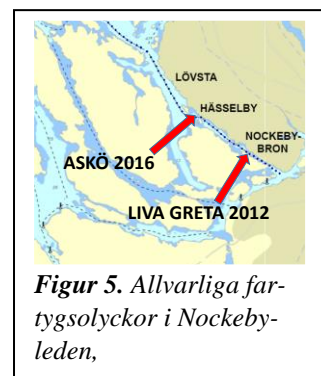 LÖVSTA
HÄSSELBY
NOCKEBY-
BRON
ASKÖ 2016
LIVA GRETA 2012
Figur 5. Allvarliga far-
tygsolyckor i Nockeby-
leden,